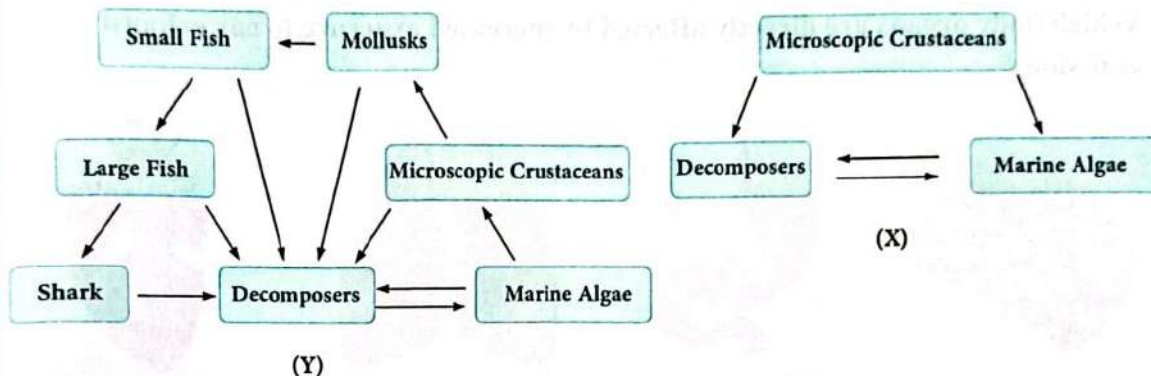 Small Fish
Mollusks
Microscopic Crustaceans
Large Fish
Microscopic Crustaceans
Decomposers
Marine Algae
(X)
Shark
Decomposers
Marine Algae
(Y)